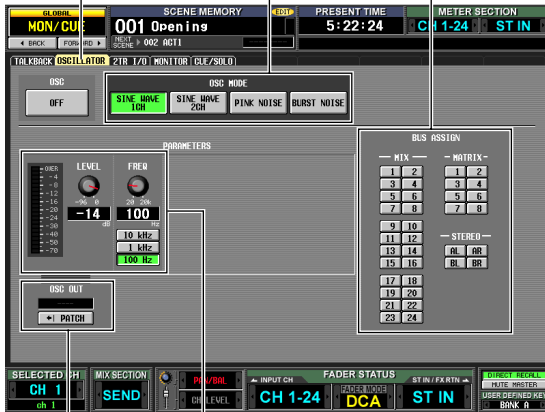 GLOBAL
MON/CUE
BACK
FORWARD
SCENE MEMORY
EDIT
001 Opening
NEXT SCENE 002 ACT1
PRESENT TIME
5:22:24
METER SECTION
CH 1-24
ST IN
TALKBACK OSCILLATOR 2TR I/O MONITOR CUE/SOLO
OSC
OFF
OSC MODE
SINE WAVE 1CH
SINE WAVE 2CH
PINK NOISE
BURST NOISE
PARAMETERS
OVER
-4
-8
-12
-16
-20
-24
-30
-40
-50
-70
LEVEL
-96 0
-14
dB
FREQ
20 20k
100
Hz
10 kHz
1 kHz
100 Hz
OSC OUT
PATCH
BUS ASSIGN
MIX
1 2
3 4
5 6
7 8
9 10
11 12
13 14
15 16
17 18
19 20
21 22
23 24
MATRIX
1 2
3 4
5 6
7 8
STEREO
AL AR
BL BR
SELECTED CH
CH 1
ch 1
MIX SECTION
SEND
PAN/BAL
CH LEVEL
FADER STATUS
INPUT CH
CH 1-24
FADER MODE
DCA
ST IN / FX RTN
ST IN
DIRECT RECALL
MUTE MASTER
USER DEFINED KEY
BANK A